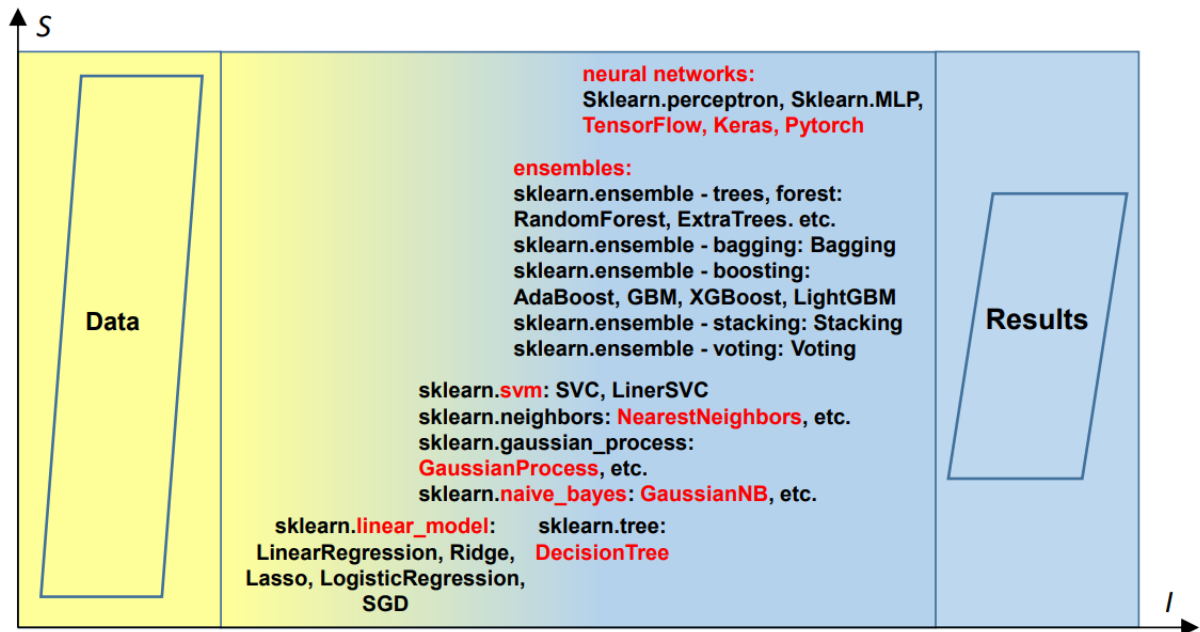 S
neural networks:
Sklearn.perceptron, Sklearn.MLP,
TensorFlow, Keras, Pytorch
ensembles:
sklearn.ensemble - trees, forest:
RandomForest, ExtraTrees. etc.
sklearn.ensemble - bagging: Bagging
sklearn.ensemble - boosting:
AdaBoost, GBM, XGBoost, LightGBM
sklearn.ensemble - stacking: Stacking
sklearn.ensemble - voting: Voting
Data
Results
sklearn.svm: SVC, LinerSVC
sklearn.neighbors: NearestNeighbors, etc.
sklearn.gaussian_process:
GaussianProcess, etc.
sklearn.naive_bayes: GaussianNB, etc.
sklearn.linear_model:
LinearRegression, Ridge,
Lasso, LogisticRegression,
SGD
sklearn.tree:
DecisionTree
I